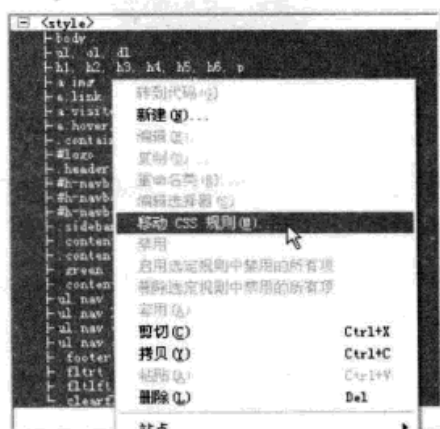 <style>
body
ul, ol, dl
h1, h2, h3, h4, h5, h6, p
a img
a:link
a:visite
a:hover,
.contai
#logo
.header
#h-navb
#h-navb
#h-navb
.sidebar
.conten
.conten
.green
.conten
ul.nav
ul.nav
ul.nav
ul.nav
.footer
.fltrt
.fltlft
.clearf
转到代码(G)
新建(N)...
编辑(E)...
复制(D)...
重命名类(R)...
编辑选择器(S)
移动 CSS 规则(M)...
禁用
启用选定规则中禁用的所有项
删除选定规则中禁用的所有项
套用(A)
剪切(C) Ctrl+X
拷贝(Y) Ctrl+C
粘贴(P) Ctrl+V
删除(L) Del
站点